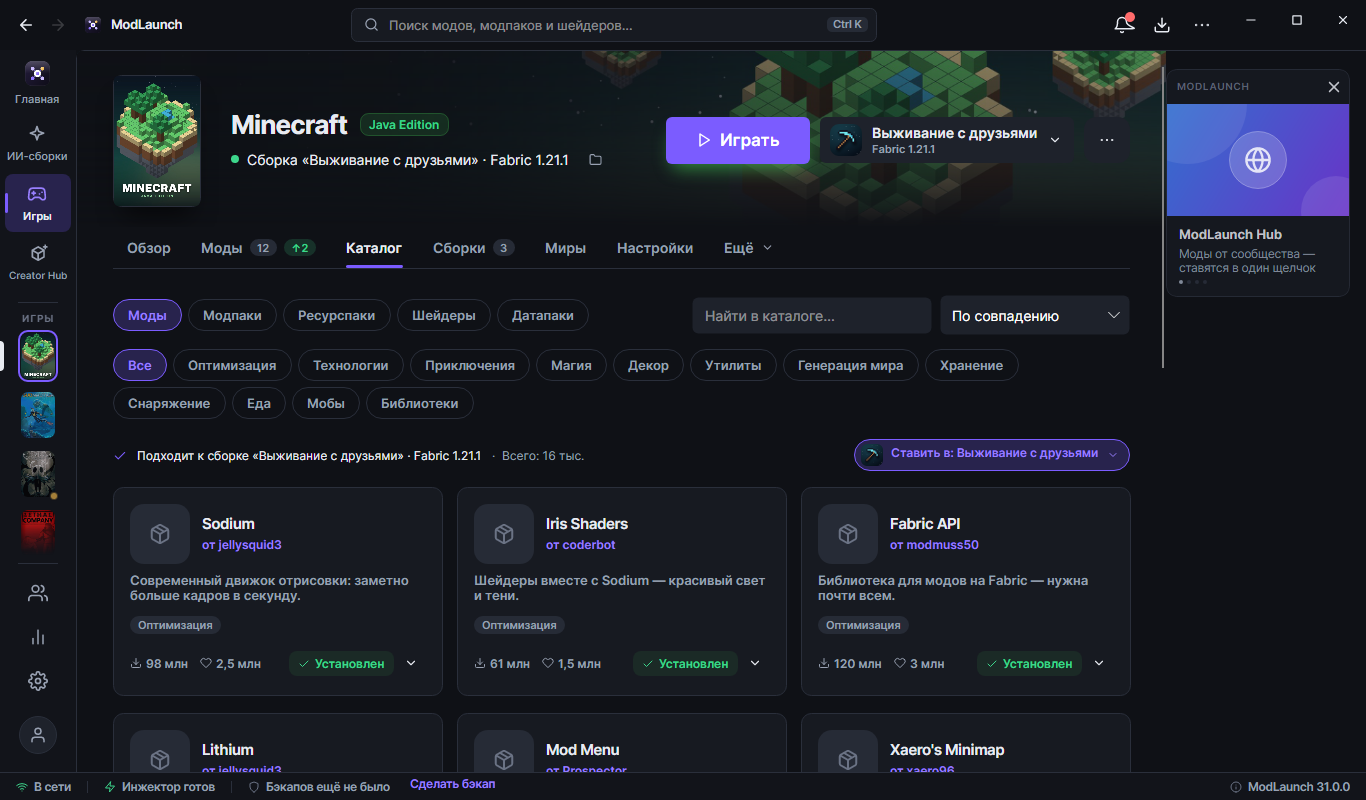 ModLaunch
Поиск модов, модпаков и шейдеров...
Ctrl K
Главная
ИИ-сборки
Игры
Creator Hub
ИГРЫ
MINECRAFT
Minecraft
Java Edition
Сборка «Выживание с друзьями» · Fabric 1.21.1
Играть
Выживание с друзьями
Fabric 1.21.1
MODLAUNCH
ModLaunch Hub
Моды от сообщества —
ставятся в один щелчок
Обзор
Моды 12 ↑2
Каталог
Сборки 3
Миры
Настройки
Ещё
Моды
Модпаки
Ресурспаки
Шейдеры
Датапаки
Найти в каталоге...
По совпадению
Все
Оптимизация
Технологии
Приключения
Магия
Декор
Утилиты
Генерация мира
Хранение
Снаряжение
Еда
Мобы
Библиотеки
Подходит к сборке «Выживание с друзьями» · Fabric 1.21.1 · Всего: 16 тыс.
Ставить в: Выживание с друзьями
Sodium
от jellysquid3
Современный движок отрисовки: заметно
больше кадров в секунду.
Оптимизация
98 млн 2,5 млн Установлен
Iris Shaders
от coderbot
Шейдеры вместе с Sodium — красивый свет
и тени.
Оптимизация
61 млн 1,5 млн Установлен
Fabric API
от modmuss50
Библиотека для модов на Fabric — нужна
почти всем.
Оптимизация
120 млн 3 млн Установлен
Lithium
от jellysquid3
Mod Menu
от Prospector
Xaero's Minimap
от xaero96
В сети
Инжектор готов
Бэкапов ещё не было
Сделать бэкап
ModLaunch 31.0.0